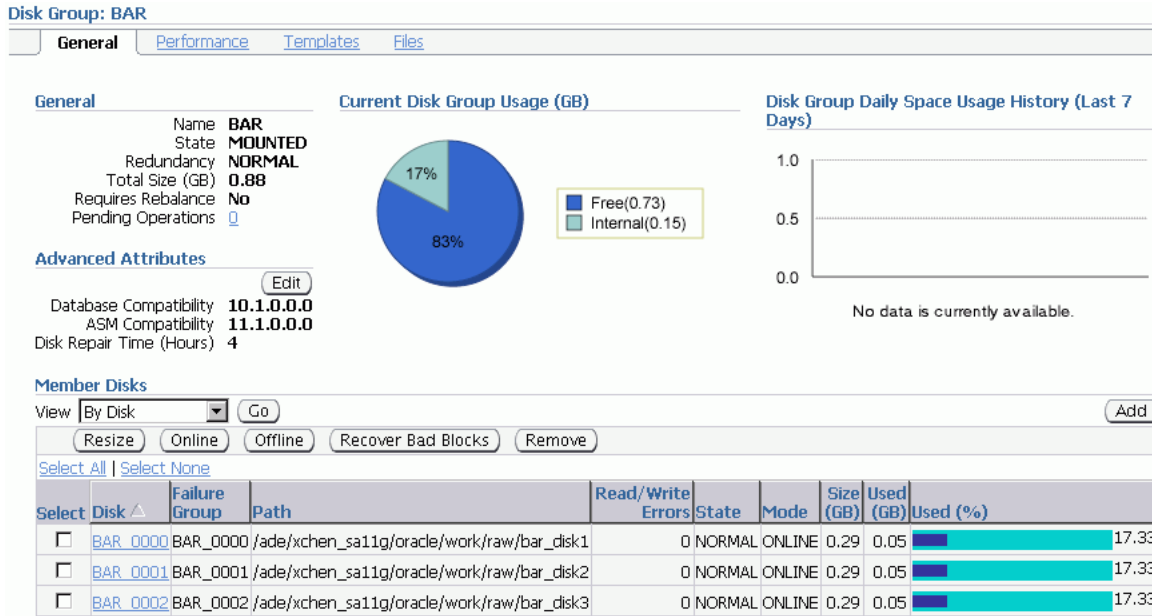 Disk Group: BAR
General Performance Templates Files
General
Name BAR
State MOUNTED
Redundancy NORMAL
Total Size (GB) 0.88
Requires Rebalance No
Pending Operations 0
Advanced Attributes
Edit
Database Compatibility 10.1.0.0.0
ASM Compatibility 11.1.0.0.0
Disk Repair Time (Hours) 4
Current Disk Group Usage (GB)
17%
83%
Free(0.73)
Internal(0.15)
Disk Group Daily Space Usage History (Last 7
Days)
1.0
0.5
0.0
No data is currently available.
Member Disks
View By Disk Go Add
Resize Online Offline Recover Bad Blocks Remove
Select All | Select None
Select Disk Failure Group Path Read/Write Errors State Mode Size (GB) Used (GB) Used (%)
BAR_0000 BAR_0000 /ade/xchen_sa11g/oracle/work/raw/bar_disk1 0 NORMAL ONLINE 0.29 0.05 17.33
BAR_0001 BAR_0001 /ade/xchen_sa11g/oracle/work/raw/bar_disk2 0 NORMAL ONLINE 0.29 0.05 17.33
BAR_0002 BAR_0002 /ade/xchen_sa11g/oracle/work/raw/bar_disk3 0 NORMAL ONLINE 0.29 0.05 17.33